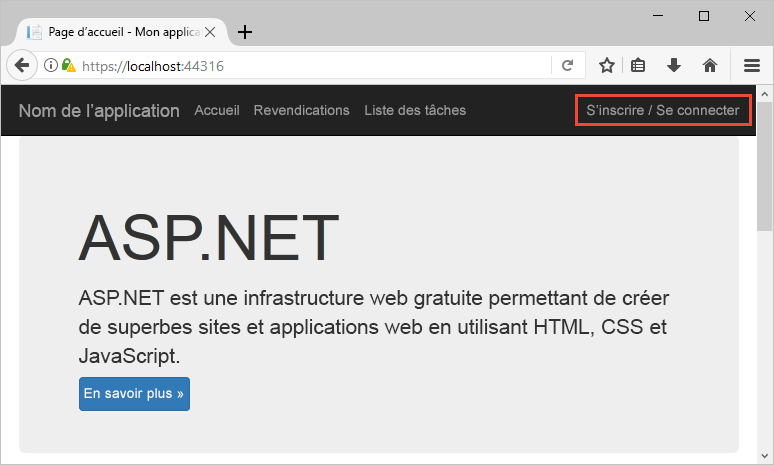 Page d'accueil - Mon applica
https://localhost:44316
Nom de l'application Accueil Revendications Liste des tâches S'inscrire / Se connecter
ASP.NET
ASP.NET est une infrastructure web gratuite permettant de créer
de superbes sites et applications web en utilisant HTML, CSS et
JavaScript.
En savoir plus »